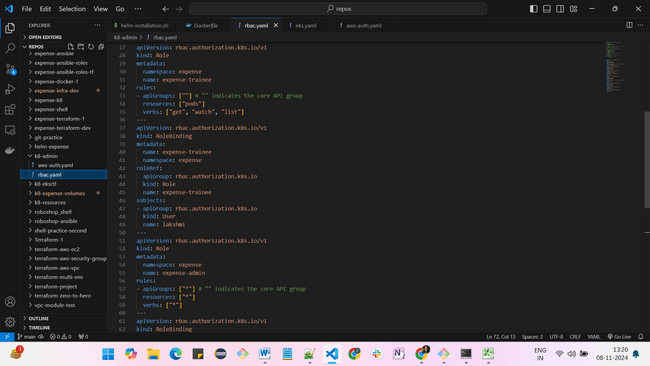 File Edit Selection View Go ...
repos
EXPLORER
OPEN EDITORS
REPOS
expense-ansible
expense-ansible-roles
expense-ansible-roles-tf
expense-docker-1
expense-infra-dev
expense-k8
expense-shell
expense-terraform-1
expense-terraform-dev
git-practice
helm-expense
k8-admin
aws-auth.yaml
rbac.yaml
k8-eksctl
k8-expense-volumes
k8-resources
roboshop_shell
roboshop-ansible
shell-practice-second
Terraform-1
terraform-aws-ec2
terraform-aws-security-group
terraform-aws-vpc
terraform-multi-env
terraform-project
terraform-zero-to-hero
vpc-module-test
OUTLINE
TIMELINE
helm-installation.sh
Dockerfile
rbac.yaml
eks.yaml
aws-auth.yaml
k8-admin > rbac.yaml
27 apiVersion: rbac.authorization.k8s.io/v1
28 kind: Role
29 metadata:
30 namespace: expense
31 name: expense-trainee
32 rules:
33 - apiGroups: [""] # "" indicates the core API group
34 resources: ["pods"]
35 verbs: ["get", "watch", "list"]
36 ---
37 apiVersion: rbac.authorization.k8s.io/v1
38 kind: RoleBinding
39 metadata:
40 name: expense-trainee
41 namespace: expense
42 roleRef:
43 apiGroup: rbac.authorization.k8s.io
44 kind: Role
45 name: expense-trainee
46 subjects:
47 - apiGroup: rbac.authorization.k8s.io
48 kind: User
49 name: lakshmi
50 ---
51 apiVersion: rbac.authorization.k8s.io/v1
52 kind: Role
53 metadata:
54 namespace: expense
55 name: expense-admin
56 rules:
57 - apiGroups: ["*"] # "" indicates the core API group
58 resources: ["*"]
59 verbs: ["*"]
60 ---
61 apiVersion: rbac.authorization.k8s.io/v1
62 kind: RoleBinding
main 0 0 0 Ln 72, Col 13 Spaces: 2 UTF-8 CRLF YAML Go Live
ENG
IN
13:20
08-11-2024